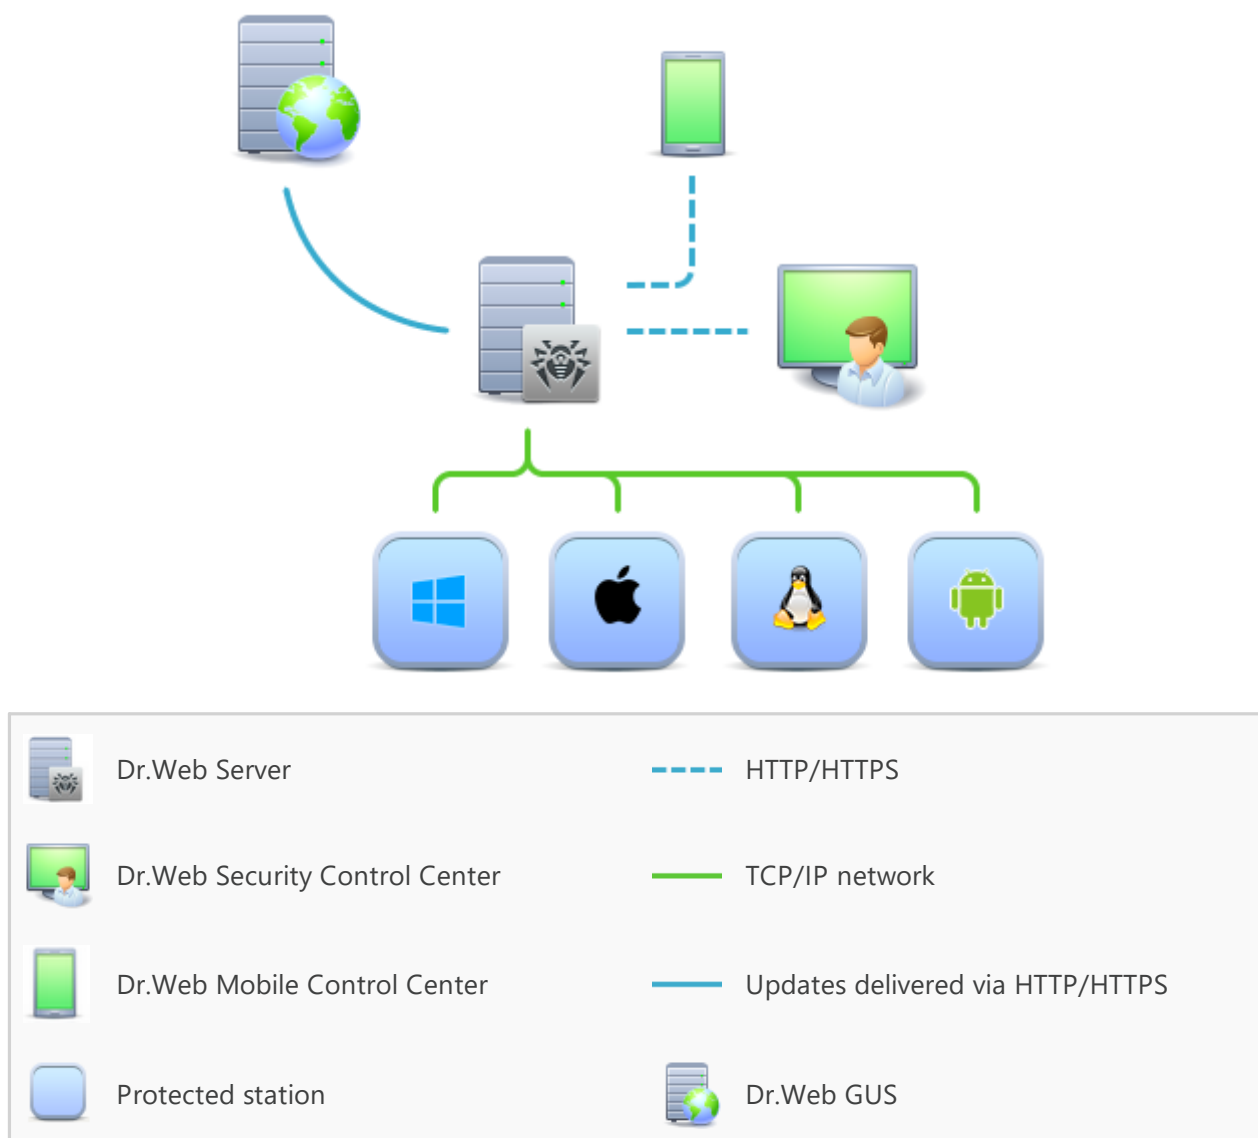 Dr.Web Server
HTTP/HTTPS
Dr.Web Security Control Center
TCP/IP network
Dr.Web Mobile Control Center
Updates delivered via HTTP/HTTPS
Protected station
Dr.Web GUS